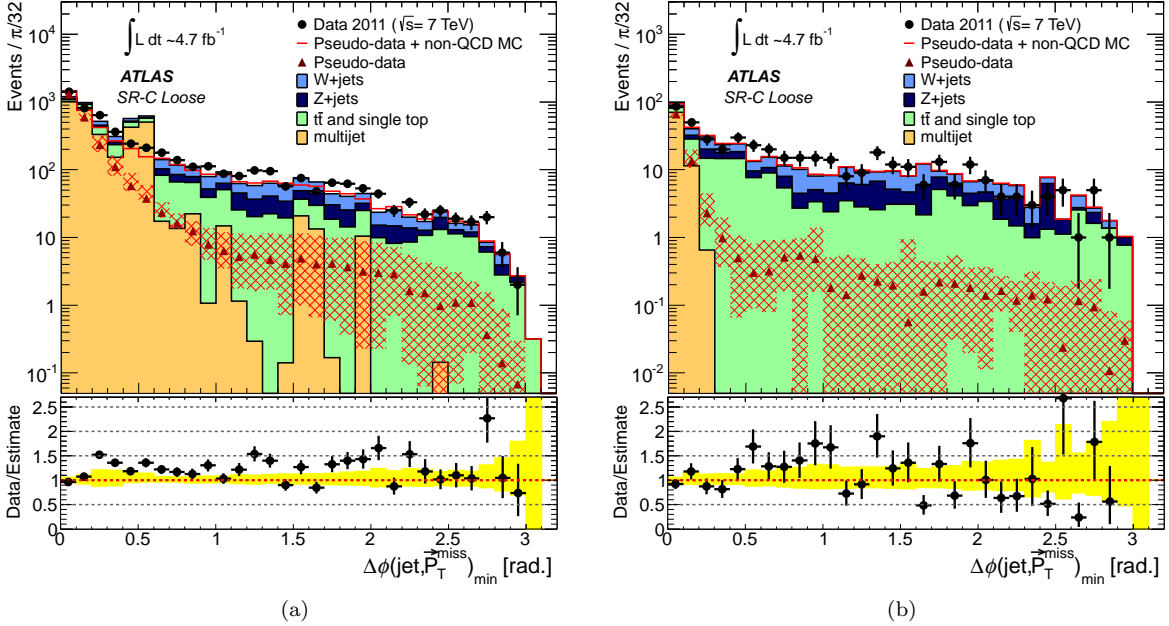 Events / π/32
10³
10²
10
1
10⁻¹
∫ L dt ~4.7 fb⁻¹
ATLAS
SR-C Loose
Data 2011 (√s= 7 TeV)
Pseudo-data + non-QCD MC
Pseudo-data
W+jets
Z+jets
tt̄ and single top
multijet
Data/Estimate
2.5
2
1.5
1
0.5
0
0 0.5 1 1.5 2 2.5 3
Δφ(jet,P⃗_T^miss)_min [rad.]
(a)
Events / π/32
10³
10²
10
1
10⁻¹
∫ L dt ~4.7 fb⁻¹
ATLAS
SR-C Loose
Data 2011 (√s= 7 TeV)
Pseudo-data + non-QCD MC
Pseudo-data
W+jets
Z+jets
tt̄ and single top
multijet
Data/Estimate
2.5
2
1.5
1
0.5
0
0 0.5 1 1.5 2 2.5 3
Δφ(jet,P⃗_T^miss)_min [rad.]
(b)